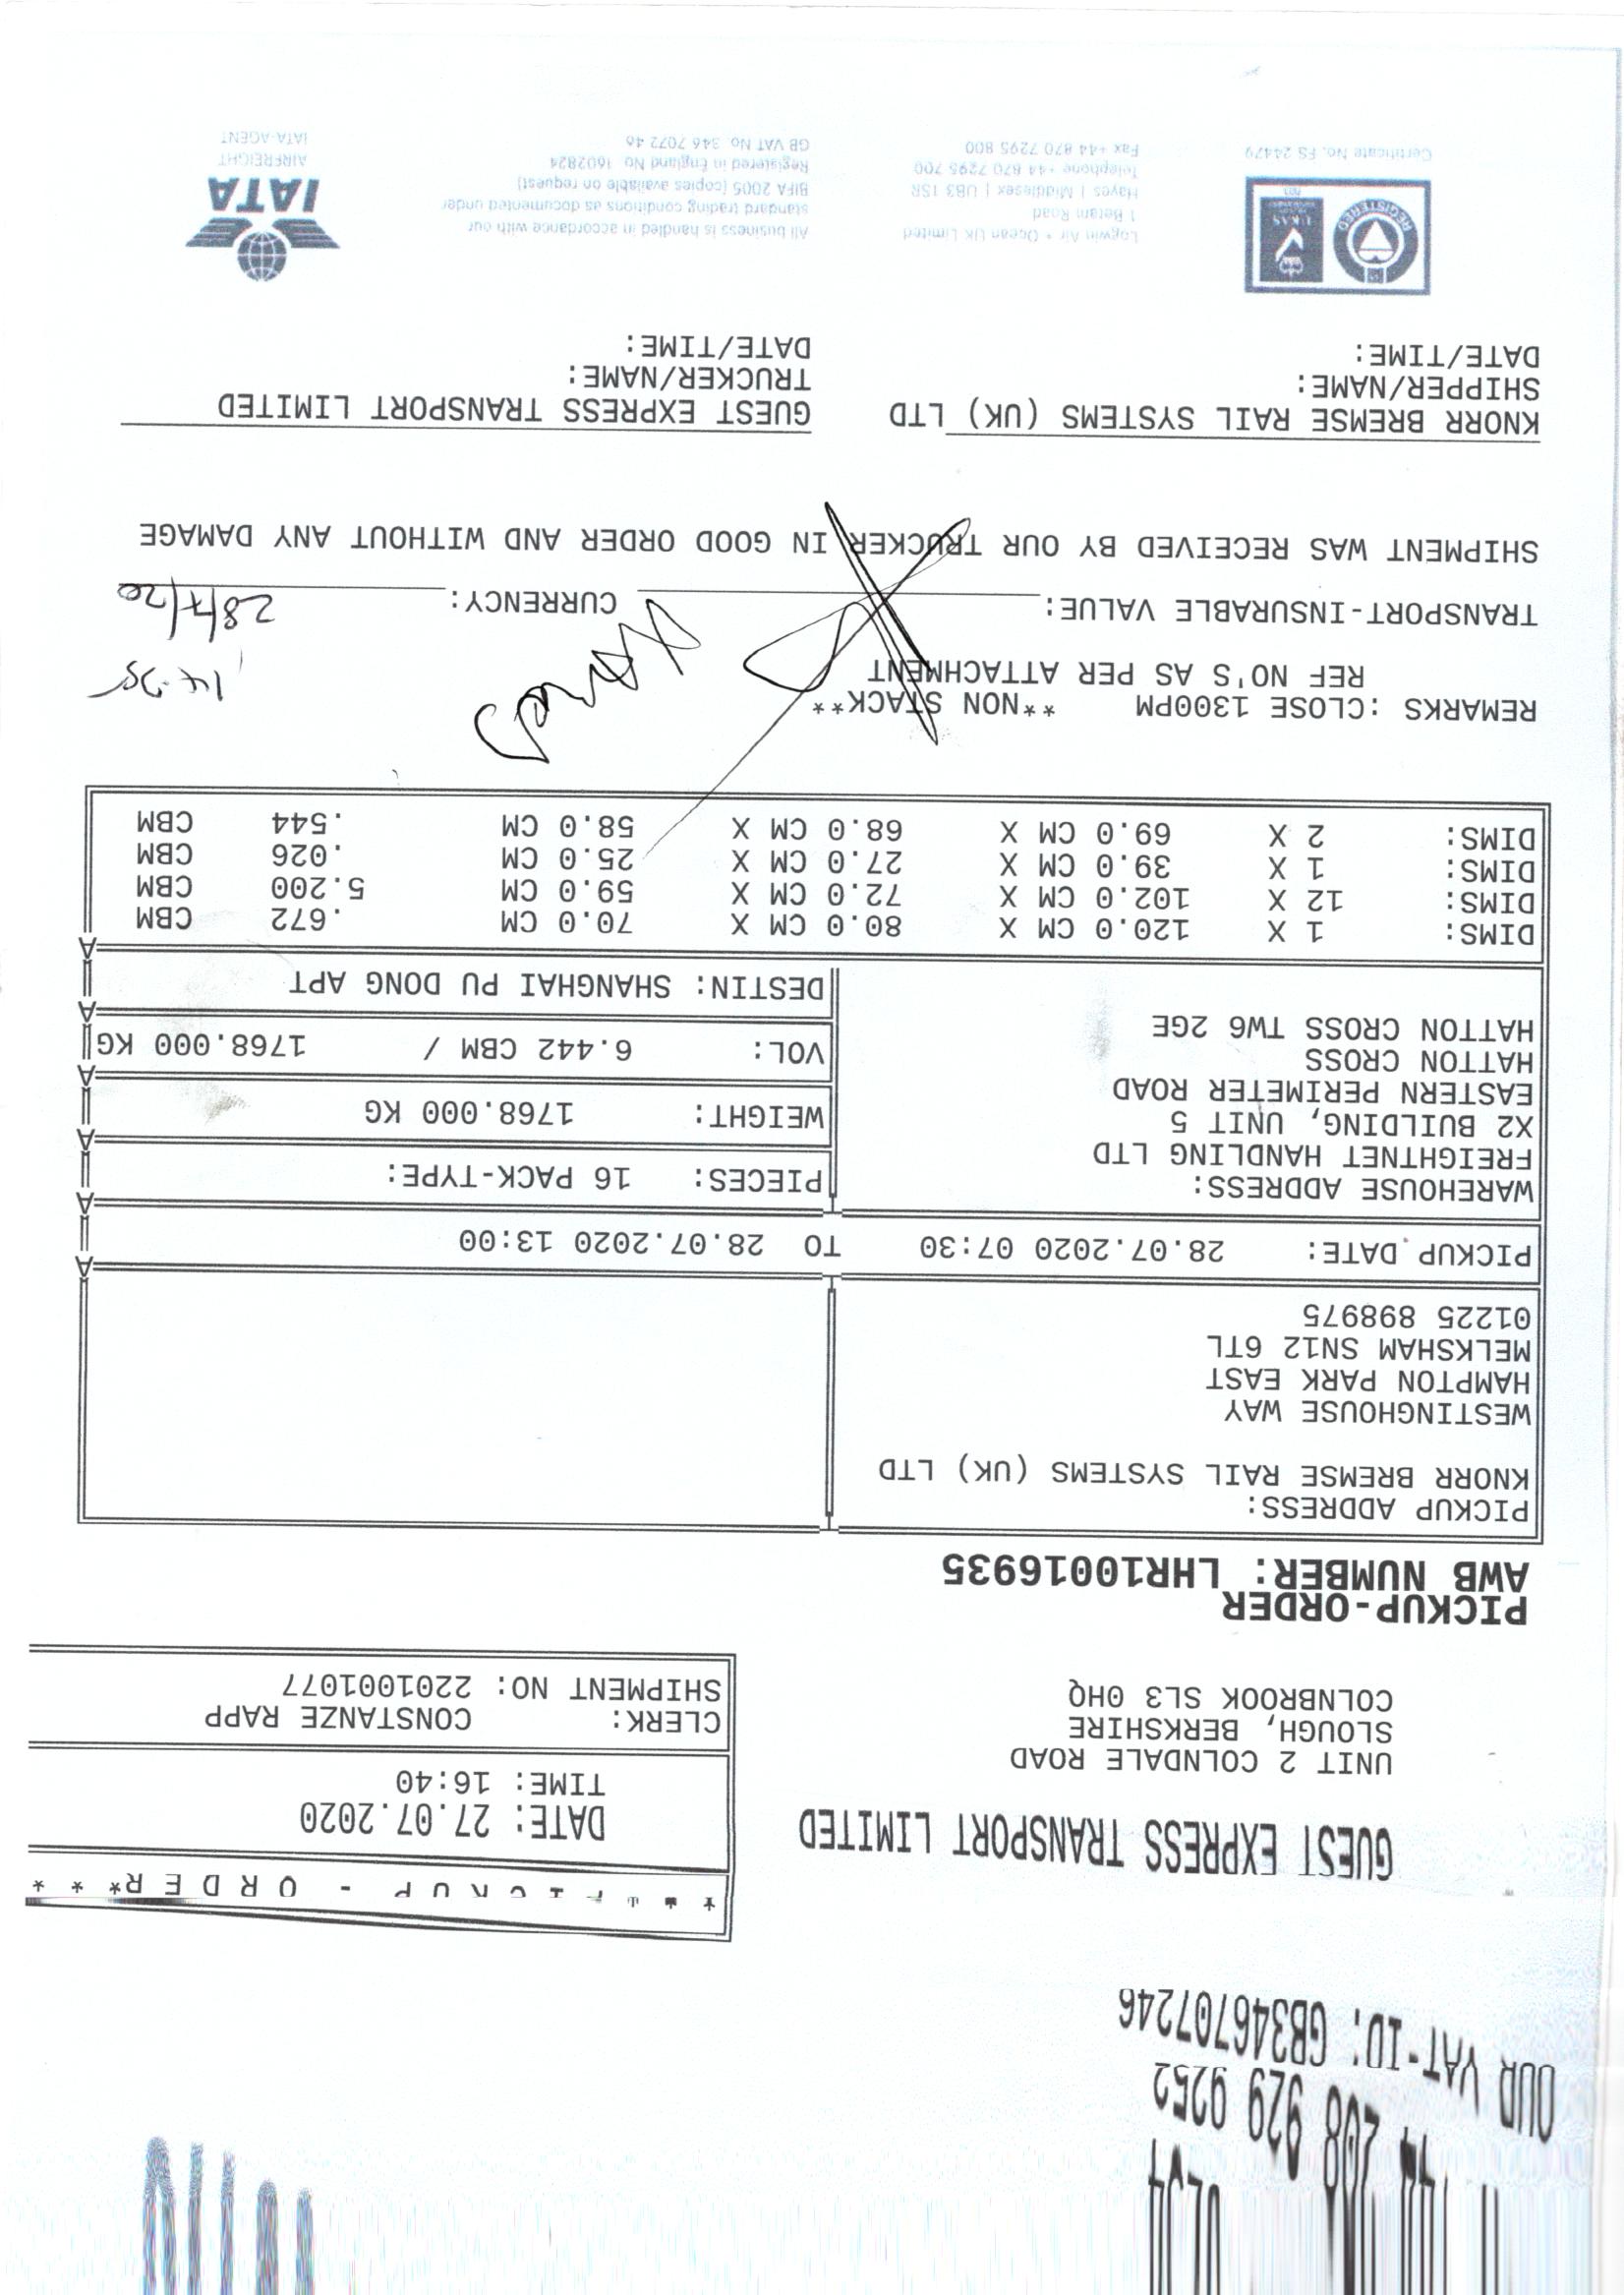 208 929 9252
OUR VAT-ID: GB346707246
* * * P I C K U P - O R D E R * * *
GUEST EXPRESS TRANSPORT LIMITED
DATE: 27.07.2020
TIME: 16:40
UNIT 2 COLNDALE ROAD
SLOUGH, BERKSHIRE
COLNBROOK SL3 0HQ
CLERK: CONSTANZE RAPP
SHIPMENT NO: 2201001077
PICKUP-ORDER
AWB NUMBER: LHR10016935
PICKUP ADDRESS:
KNORR BREMSE RAIL SYSTEMS (UK) LTD
WESTINGHOUSE WAY
HAMPTON PARK EAST
MELKSHAM SN12 6TL
01225 898975
PICKUP DATE: 28.07.2020 07:30 TO 28.07.2020 13:00
WAREHOUSE ADDRESS:
FREIGHTNET HANDLING LTD
X2 BUILDING, UNIT 5
EASTERN PERIMETER ROAD
HATTON CROSS
HATTON CROSS TW6 2GE
PIECES: 16 PACK-TYPE:
WEIGHT: 1768.000 KG
VOL: 6.442 CBM / 1768.000 KG
DESTIN: SHANGHAI PU DONG APT
DIMS: 1 X 120.0 CM X 80.0 CM X 70.0 CM .672 CBM
DIMS: 12 X 102.0 CM X 72.0 CM X 59.0 CM 5.200 CBM
DIMS: 1 X 39.0 CM X 27.0 CM X 25.0 CM .026 CBM
DIMS: 2 X 69.0 CM X 68.0 CM X 58.0 CM .544 CBM
REMARKS :CLOSE 1300PM **NON STACK**
REF NO'S AS PER ATTACHMENT
TRANSPORT-INSURABLE VALUE: CURRENCY:
28/7/20
SHIPMENT WAS RECEIVED BY OUR TRUCKER IN GOOD ORDER AND WITHOUT ANY DAMAGE
KNORR BREMSE RAIL SYSTEMS (UK) LTD
SHIPPER/NAME:
DATE/TIME:
GUEST EXPRESS TRANSPORT LIMITED
TRUCKER/NAME:
DATE/TIME:
REGISTERED
UKAS
001
Certificate No. FS 24479
Logwin Air + Ocean UK Limited
1 Betam Road
Hayes | Middlesex | UB3 1SR
Telephone +44 870 7295 700
Fax +44 870 7295 800
All business is handled in accordance with our
standard trading conditions as documented under
BIFA 2005 (copies available on request)
Registered in England No 1602824
GB VAT No 346 7072 46
IATA
AIRFREIGHT
IATA-AGENT